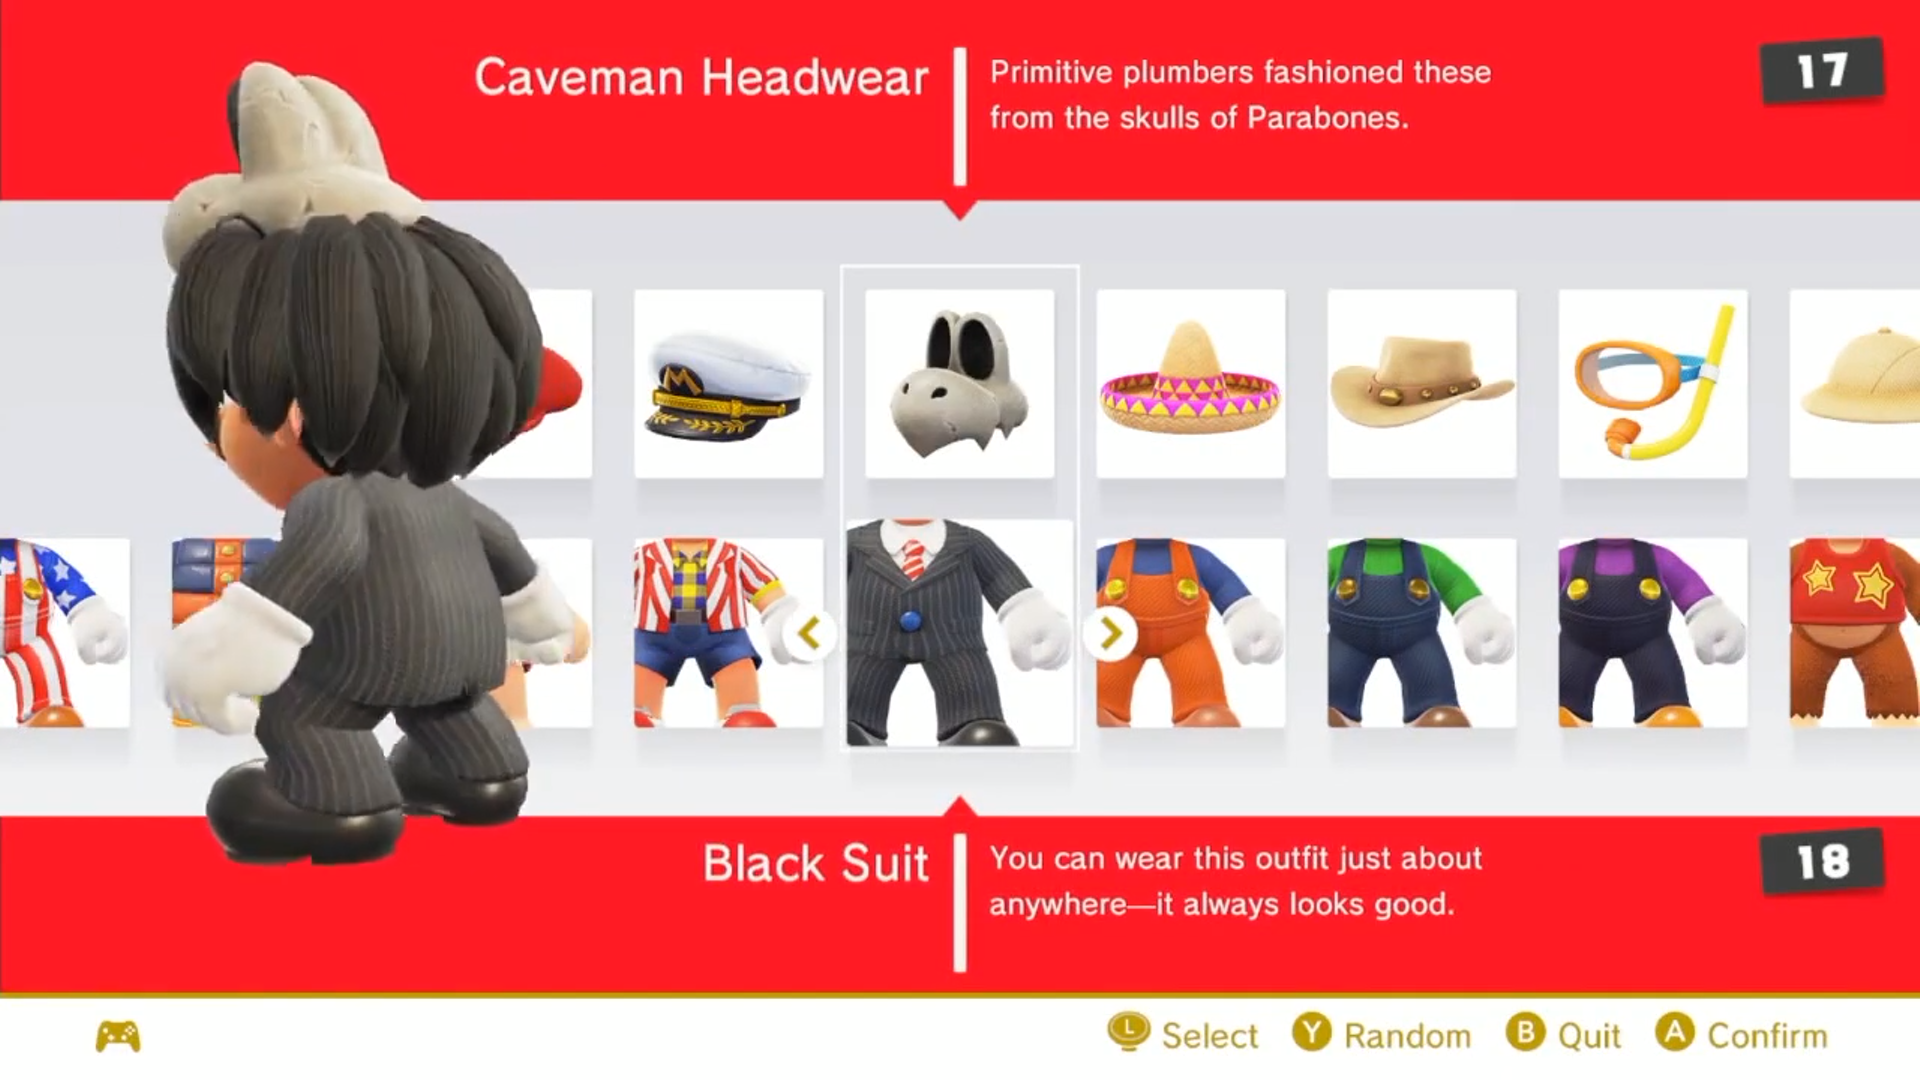 Caveman Headwear
Primitive plumbers fashioned these
from the skulls of Parabones.
17
M
Black Suit
You can wear this outfit just about
anywhere—it always looks good.
18
L Select
Y Random
B Quit
A Confirm